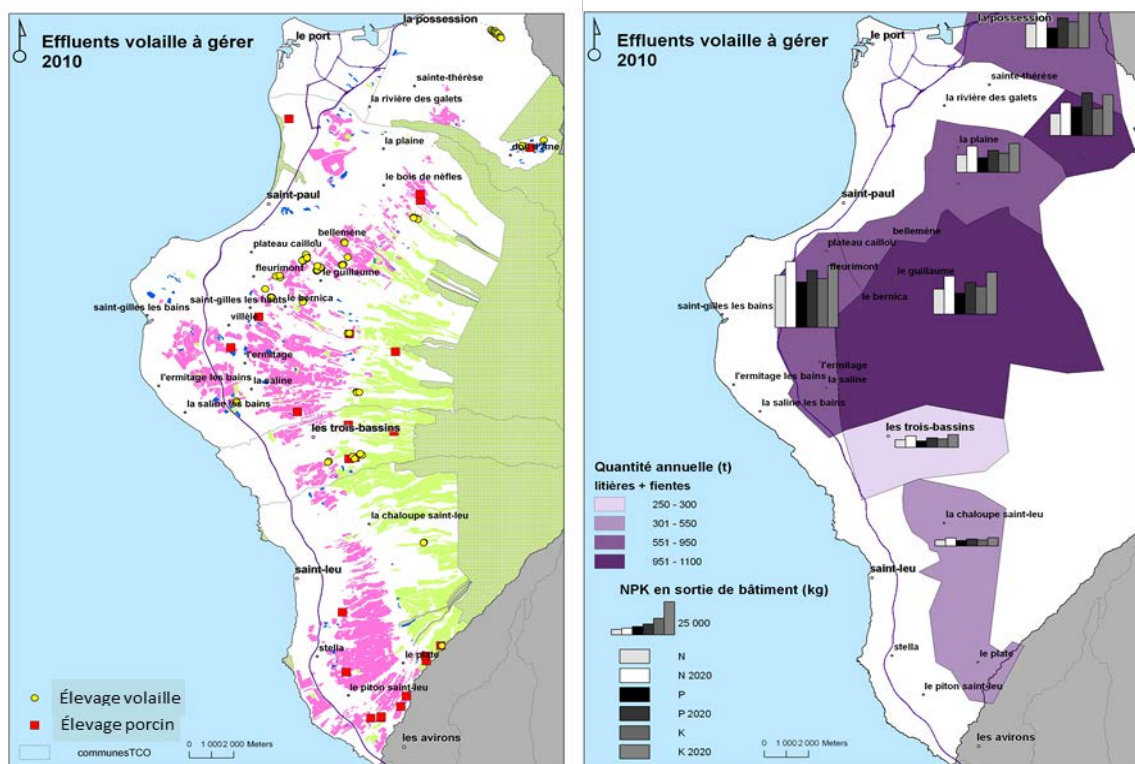 Effluents volaille à gérer
2010
la possession
le port
sainte-thérèse
la rivière des galets
la plaine
dos d'Ane
le bois de nèfles
saint-paul
bellemène
plateau caillou
fleurimont
le guillaume
saint-gilles les hauts
le bernica
saint-gilles les bains
villèle
l'ermitage
l'ermitage les bains
la saline
la saline les bains
les trois-bassins
la chaloupe saint-leu
saint-leu
stella
le plate
le piton saint-leu
les avirons
Élevage volaille
Élevage porcin
communesTCO
0 1 0002 000 Meters
Effluents volaille à gérer
2010
la possession
le port
sainte-thérèse
la rivière des galets
la plaine
saint-paul
bellemène
plateau caillou
fleurimont
le guillaume
le bernica
saint-gilles les bains
l'ermitage
l'ermitage les bains
la saline
la saline les bains
les trois-bassins
Quantité annuelle (t)
litières + fientes
250 - 300
301 - 550
551 - 950
951 - 1100
la chaloupe saint-leu
saint-leu
NPK en sortie de bâtiment (kg)
25 000
N
N 2020
P
P 2020
K
K 2020
stella
le plate
le piton saint-leu
les avirons
0 1 0002 000 Meters